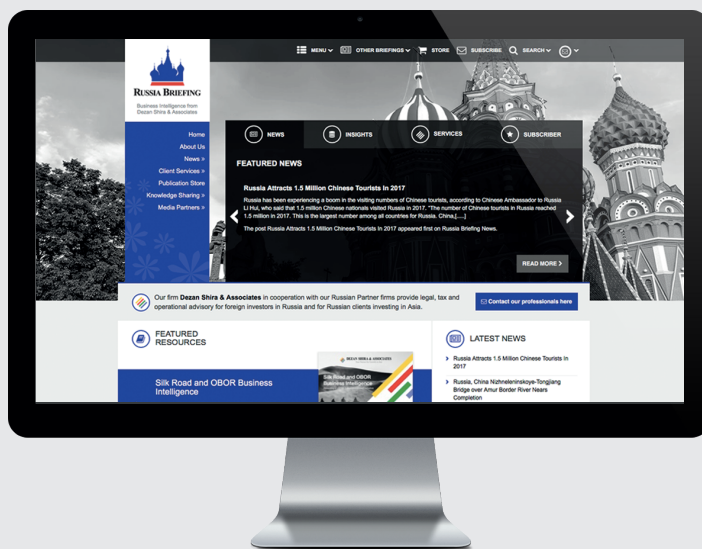 MENU
OTHER BRIEFINGS
STORE
SUBSCRIBE
SEARCH
RUSSIA BRIEFING
Business Intelligence from
Dezan Shira & Associates
Home
About Us
News »
Client Services »
Publication Store
Knowledge Sharing »
Media Partners »
NEWS
INSIGHTS
SERVICES
SUBSCRIBER
FEATURED NEWS
Russia Attracts 1.5 Million Chinese Tourists In 2017
Russia has been experiencing a boom in the visiting numbers of Chinese tourists, according to Chinese Ambassador to Russia
Li Hui, who said that 1.5 million Chinese nationals visited Russia in 2017. "The number of Chinese tourists in Russia reached
1.5 million in 2017. This is the largest number among all countries for Russia. China,[....]
The post Russia Attracts 1.5 Million Chinese Tourists In 2017 appeared first on Russia Briefing News.
READ MORE >
Our firm Dezan Shira & Associates in cooperation with our Russian Partner firms provide legal, tax and
operational advisory for foreign investors in Russia and for Russian clients investing in Asia.
Contact our professionals here
FEATURED
RESOURCES
Silk Road and OBOR Business
Intelligence
DEZAN SHIRA & ASSOCIATES
Silk Road and OBOR
Business Intelligence
LATEST NEWS
Russia Attracts 1.5 Million Chinese Tourists In
2017
Russia, China Nizhneleninskoye-Tongjiang
Bridge over Amur Border River Nears
Completion